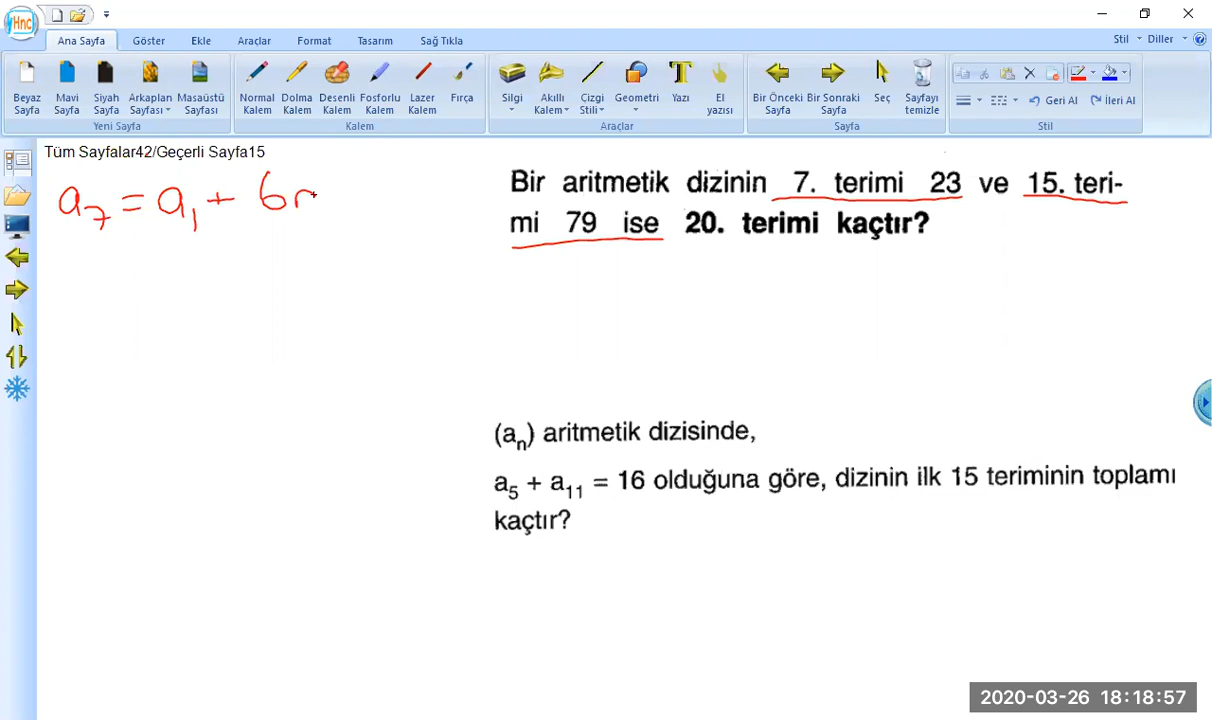 Hnc
Ana Sayfa Göster Ekle Araçlar Format Tasarım Sağ Tıkla Stil Diller
Beyaz Sayfa Mavi Sayfa Siyah Sayfa Arkaplan Sayfası Masaüstü Sayfası
Normal Kalem Dolma Kalem Desenli Kalem Fosforlu Kalem Lazer Kalem Fırça
Silgi Akıllı Kalem Çizgi Stili Geometri Yazı El yazısı
Bir Önceki Sayfa Bir Sonraki Sayfa Seç Sayfayı temizle
Geri Al İleri Al
Yeni Sayfa Kalem Araçlar Sayfa Stil
Tüm Sayfalar42/Geçerli Sayfa15
a₇ = a₁ + 6r
Bir aritmetik dizinin 7. terimi 23 ve 15. teri-
mi 79 ise 20. terimi kaçtır?
(aₙ) aritmetik dizisinde,
a₅ + a₁₁ = 16 olduğuna göre, dizinin ilk 15 teriminin toplamı
kaçtır?
2020-03-26 18:18:57